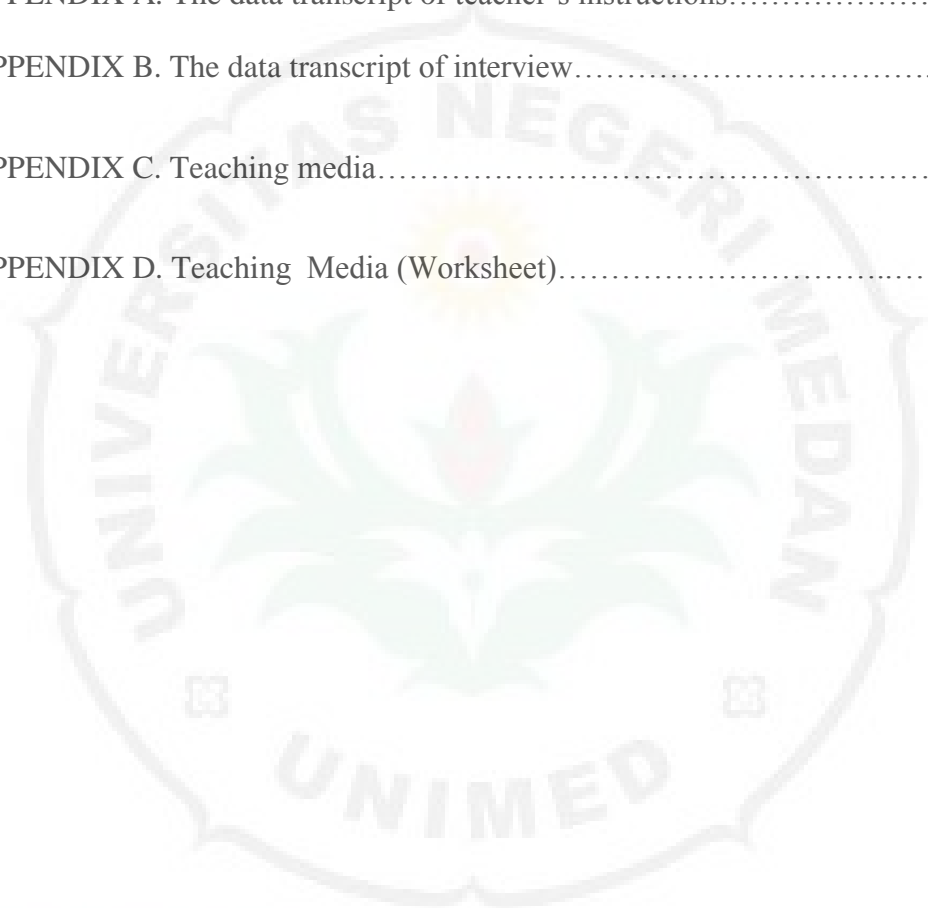 PPENDIX A. The data transcript of teacher's instructions…………………
PPENDIX B. The data transcript of interview……………………………….
PPENDIX C. Teaching media……………………………………………………….
PPENDIX D. Teaching  Media (Worksheet)……………………………..….
UNIVERSITAS NEGERI MEDAN
UNIMED